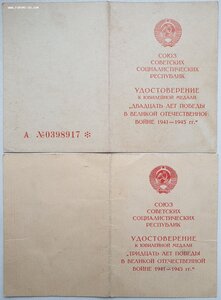 СОЮЗ
СОВЕТСКИХ
СОЦИАЛИСТИЧЕСКИХ
РЕСПУБЛИК
УДОСТОВЕРЕНИЕ
К ЮБИЛЕЙНОЙ МЕДАЛИ
„ДВАДЦАТЬ ЛЕТ ПОБЕДЫ
В ВЕЛИКОЙ ОТЕЧЕСТВЕННОЙ
ВОЙНЕ 1941—1945 гг.“
А №0398917 *
СОЮЗ
СОВЕТСКИХ
СОЦИАЛИСТИЧЕСКИХ
РЕСПУБЛИК
УДОСТОВЕРЕНИЕ
К ЮБИЛЕЙНОЙ МЕДАЛИ
„ТРИДЦАТЬ ЛЕТ ПОБЕДЫ
В ВЕЛИКОЙ ОТЕЧЕСТВЕННОЙ
ВОЙНЕ 1941—1945 гг.“